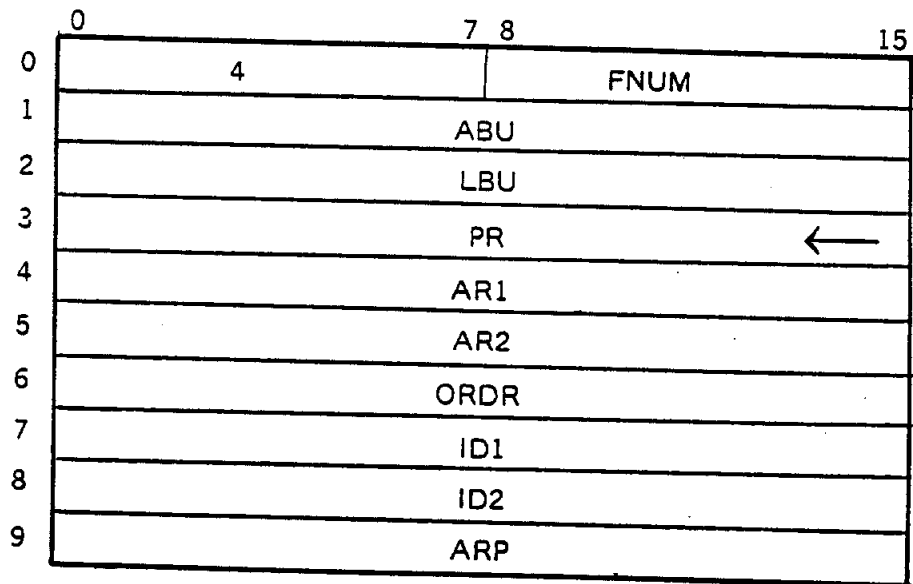 0 7 8 15
0 4 FNUM
1 ABU
2 LBU
3 PR ←
4 AR1
5 AR2
6 ORDR
7 ID1
8 ID2
9 ARP